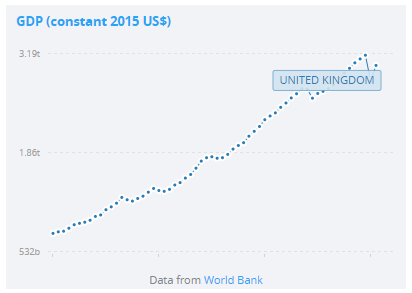 GDP (constant 2015 US$)
3.19t
UNITED KINGDOM
1.86t
532b
Data from World Bank